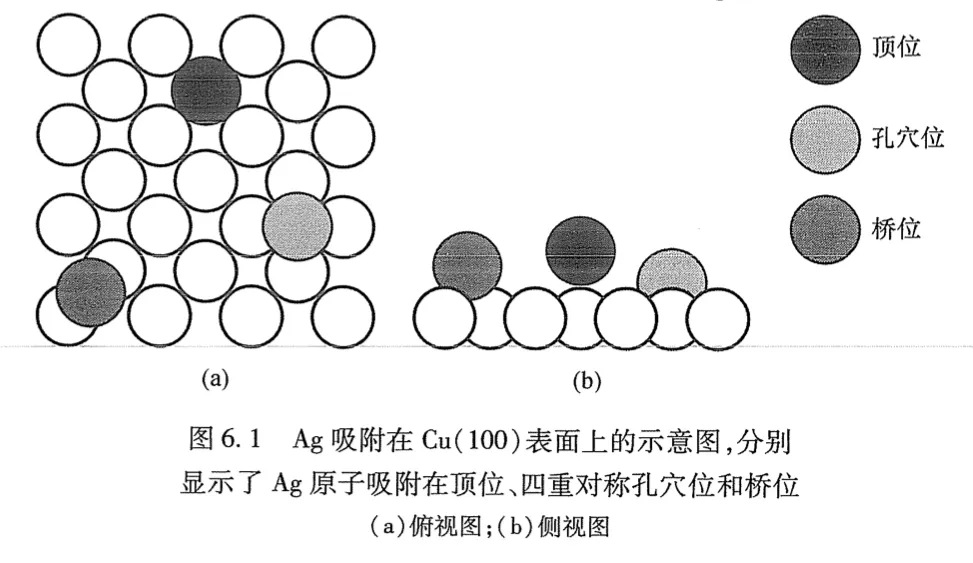 顶位
孔穴位
桥位
(a)
(b)
图 6.1 Ag 吸附在 Cu(100)表面上的示意图,分别
显示了 Ag 原子吸附在顶位、四重对称孔穴位和桥位
(a)俯视图;(b)侧视图